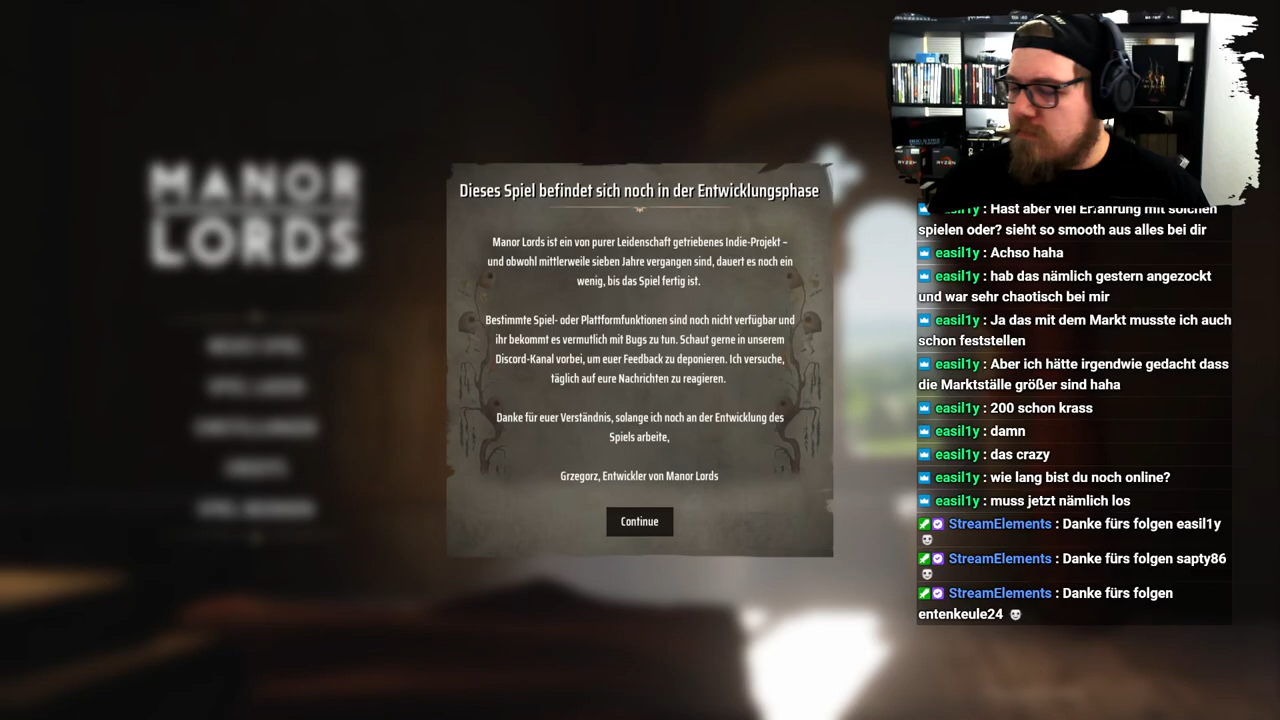 MANOR
LORDS
Dieses Spiel befindet sich noch in der Entwicklungsphase
Manor Lords ist ein von purer Leidenschaft getriebenes Indie-Projekt –
und obwohl mittlerweile sieben Jahre vergangen sind, dauert es noch ein
wenig, bis das Spiel fertig ist.
Bestimmte Spiel- oder Plattformfunktionen sind noch nicht verfügbar und
ihr bekommt es vermutlich mit Bugs zu tun. Schaut gerne in unserem
Discord-Kanal vorbei, um euer Feedback zu deponieren. Ich versuche,
täglich auf eure Nachrichten zu reagieren.
Danke für euer Verständnis, solange ich noch an der Entwicklung des
Spiels arbeite,
Grzegorz, Entwickler von Manor Lords
Continue
RYZEN
RYZEN
easil1y : Hast aber viel Erfahrung mit solchen
spielen oder? sieht so smooth aus alles bei dir
easil1y : Achso haha
easil1y : hab das nämlich gestern angezockt
und war sehr chaotisch bei mir
easil1y : Ja das mit dem Markt musste ich auch
schon feststellen
easil1y : Aber ich hätte irgendwie gedacht dass
die Marktställe größer sind haha
easil1y : 200 schon krass
easil1y : damn
easil1y : das crazy
easil1y : wie lang bist du noch online?
easil1y : muss jetzt nämlich los
StreamElements : Danke fürs folgen easil1y
StreamElements : Danke fürs folgen sapty86
StreamElements : Danke fürs folgen
entenkeule24